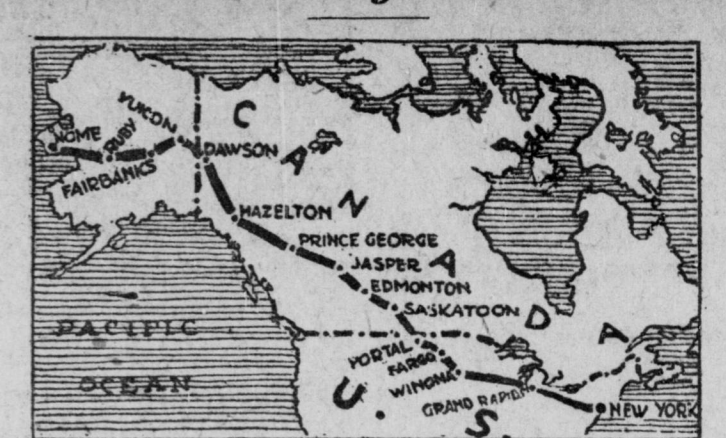 C
A
N
A
D
A
YUKON
NOME
RUBY
DAWSON
FAIRBANKS
HAZELTON
PRINCE GEORGE
JASPER
EDMONTON
SASKATOON
PACIFIC
OCEAN
PORTAL
FARGO
WINONA
GRAND RAPIDS
NEW YORK
U.
S.